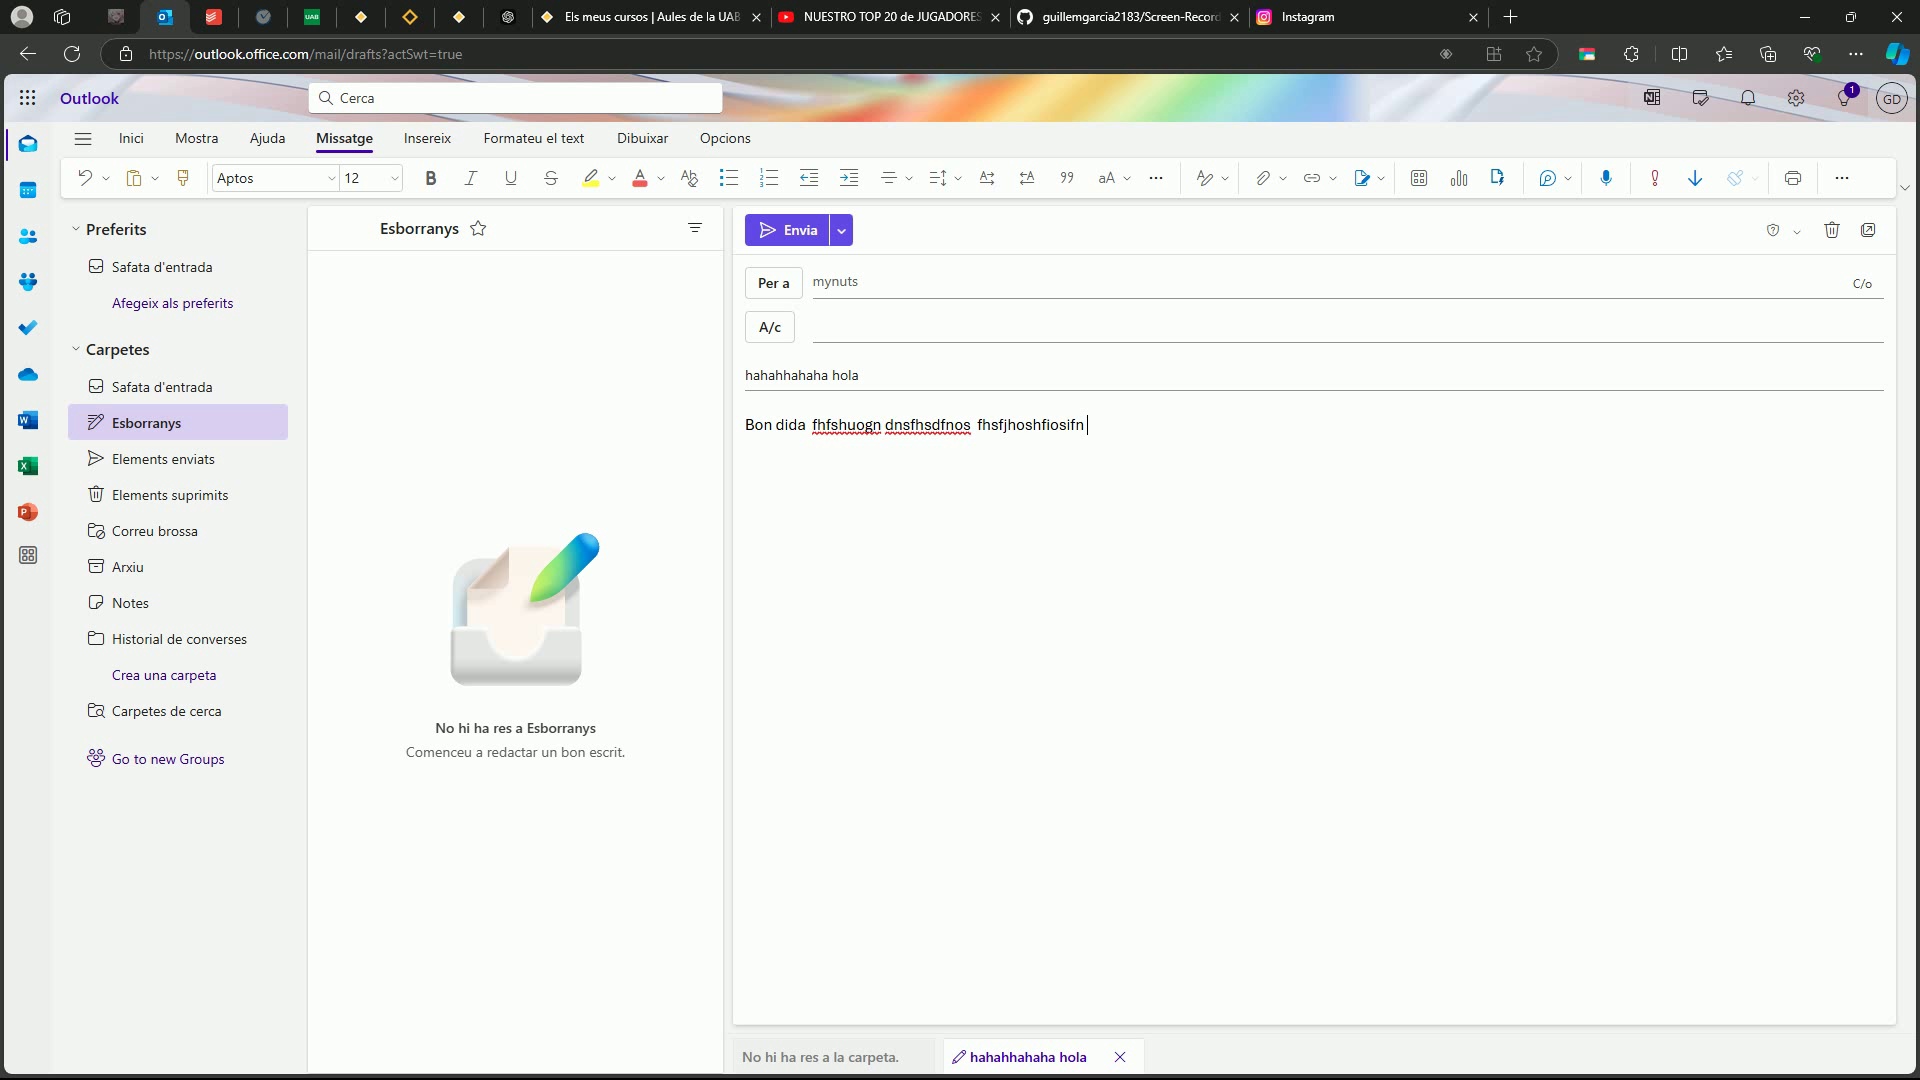 UAB
Els meus cursos | Aules de la UAB
NUESTRO TOP 20 de JUGADORES
guillemgarcia2183/Screen-Record
Instagram
https://outlook.office.com/mail/drafts?actSwt=true
Outlook
Cerca
1
GD
Inici
Mostra
Ajuda
Missatge
Insereix
Formateu el text
Dibuixar
Opcions
Aptos
12
Preferits
Safata d'entrada
Afegeix als preferits
Carpetes
Safata d'entrada
Esborranys
Elements enviats
Elements suprimits
Correu brossa
Arxiu
Notes
Historial de converses
Crea una carpeta
Carpetes de cerca
Go to new Groups
Esborranys
No hi ha res a Esborranys
Comenceu a redactar un bon escrit.
Envia
Per a
mynuts
C/o
A/c
hahahhahaha hola
Bon dida fhfshuogn dnsfhsdfnos fhsfjhoshfiosifn
No hi ha res a la carpeta.
hahahhahaha hola